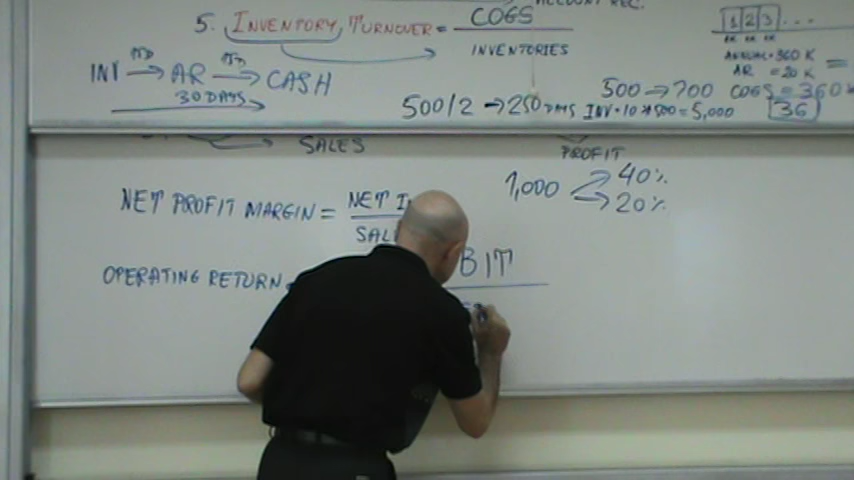 ACCOUNT REC.
5. INVENTORY TURNOVER = COGS
INVENTORIES
1 2 3 ...
ANNUAL = 360 K
AR = 20 K
INV → AR → CASH
30 DAYS
500 → 700
COGS = 360
36
500/2 → 250 DAYS INV = 10 * 500 = 5,000
SALES
PROFIT
1,000 40%
20%
NET PROFIT MARGIN = NET I
SAL
OPERATING RETURN
BIT